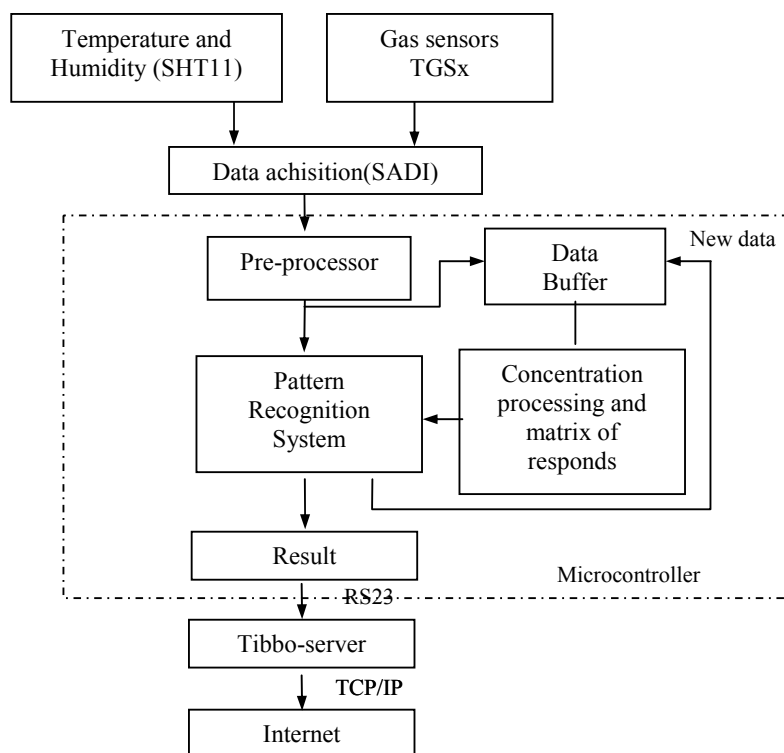 Temperature and
Humidity (SHT11)
Gas sensors
TGSx
Data achisition(SADI)
New data
Pre-processor
Data
Buffer
Pattern
Recognition
System
Concentration
processing and
matrix of
responds
Result
Microcontroller
RS23
Tibbo-server
TCP/IP
Internet